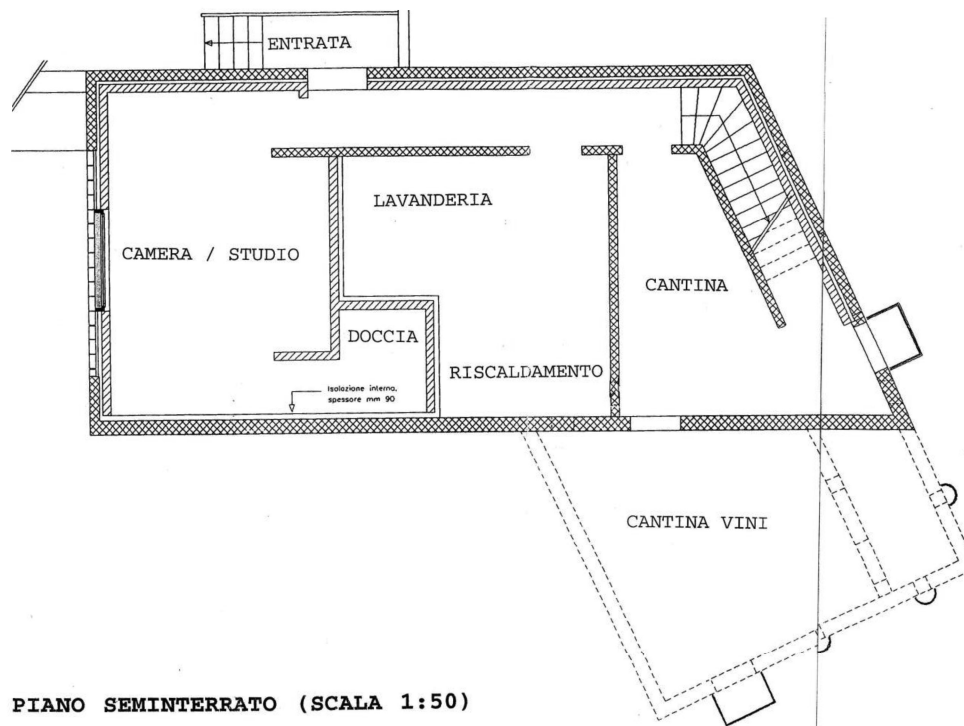 ENTRATA
LAVANDERIA
CAMERA / STUDIO
CANTINA
DOCCIA
RISCALDAMENTO
Isolazione interna,
spessore mm 90
CANTINA VINI
PIANO SEMINTERRATO (SCALA 1:50)